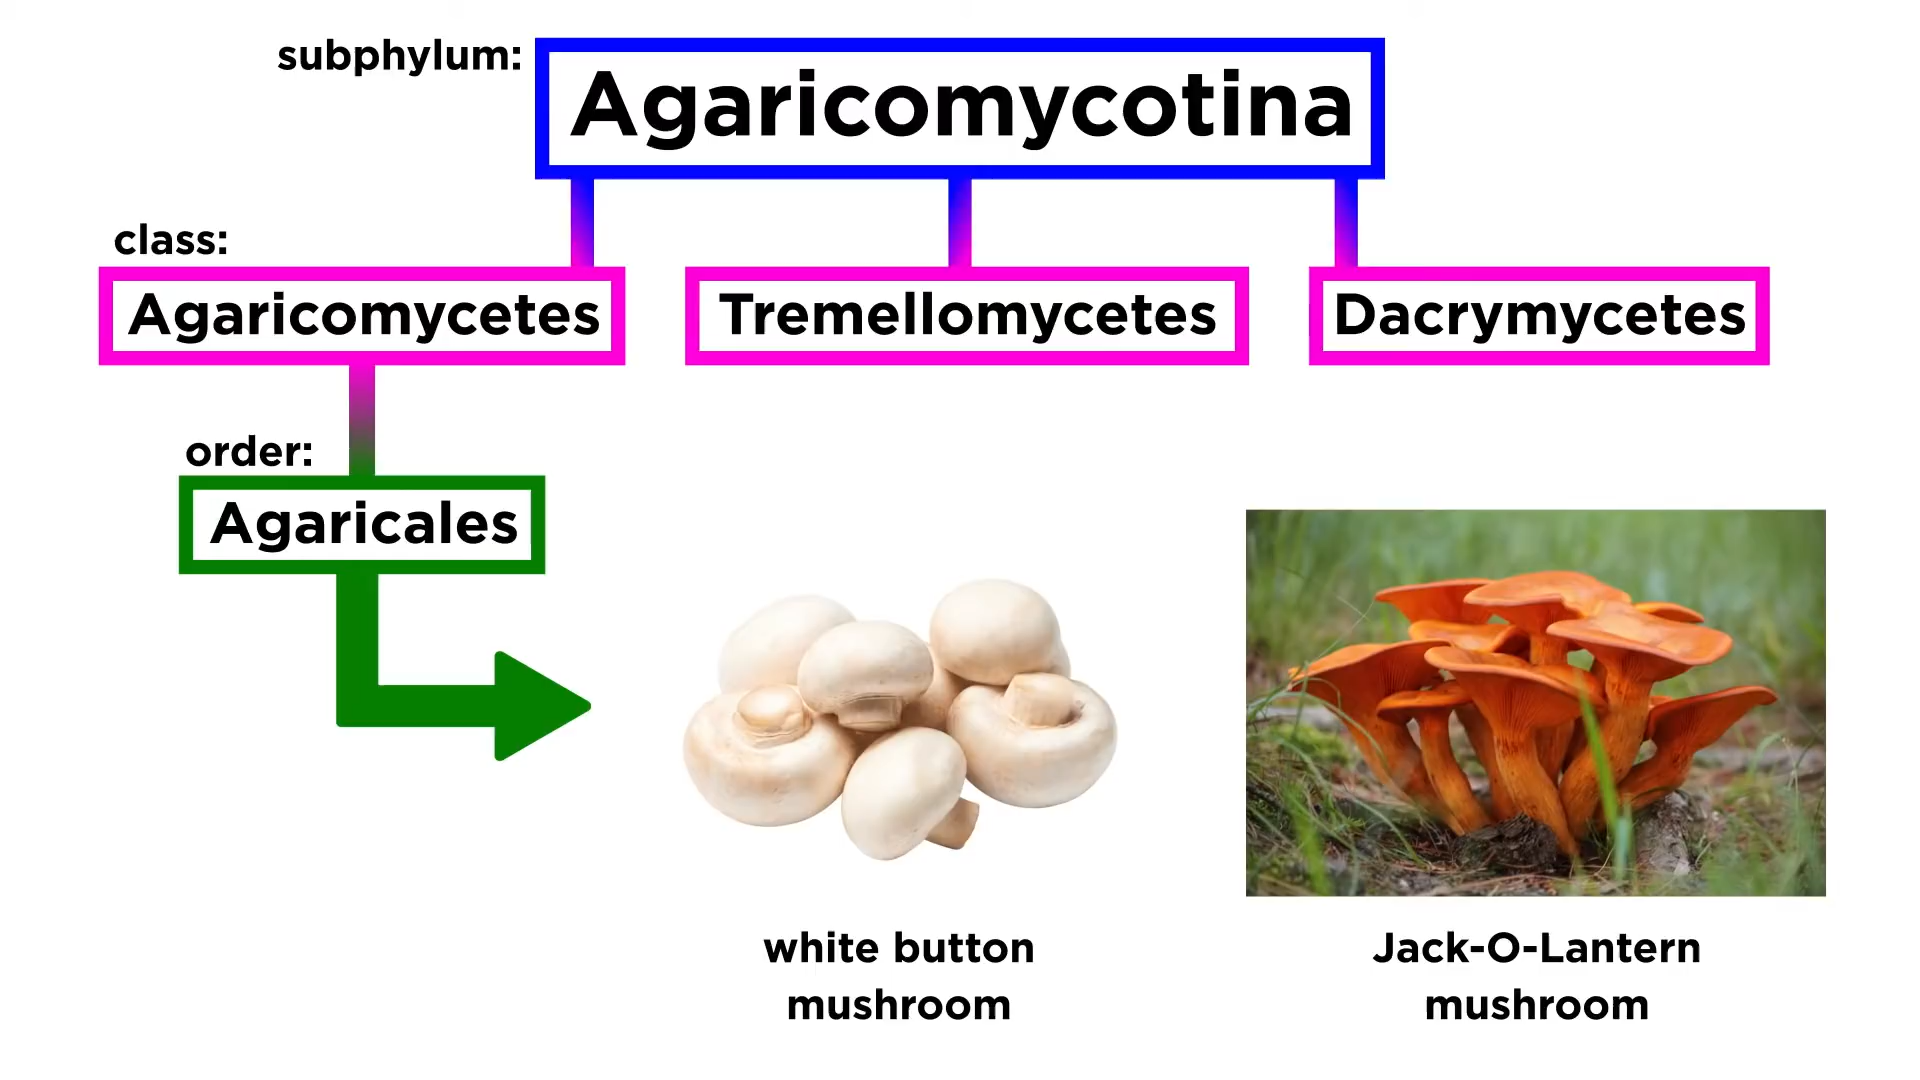 subphylum:
Agaricomycotina
class:
Agaricomycetes
Tremellomycetes
Dacrymycetes
order:
Agaricales
white button
mushroom
Jack-O-Lantern
mushroom